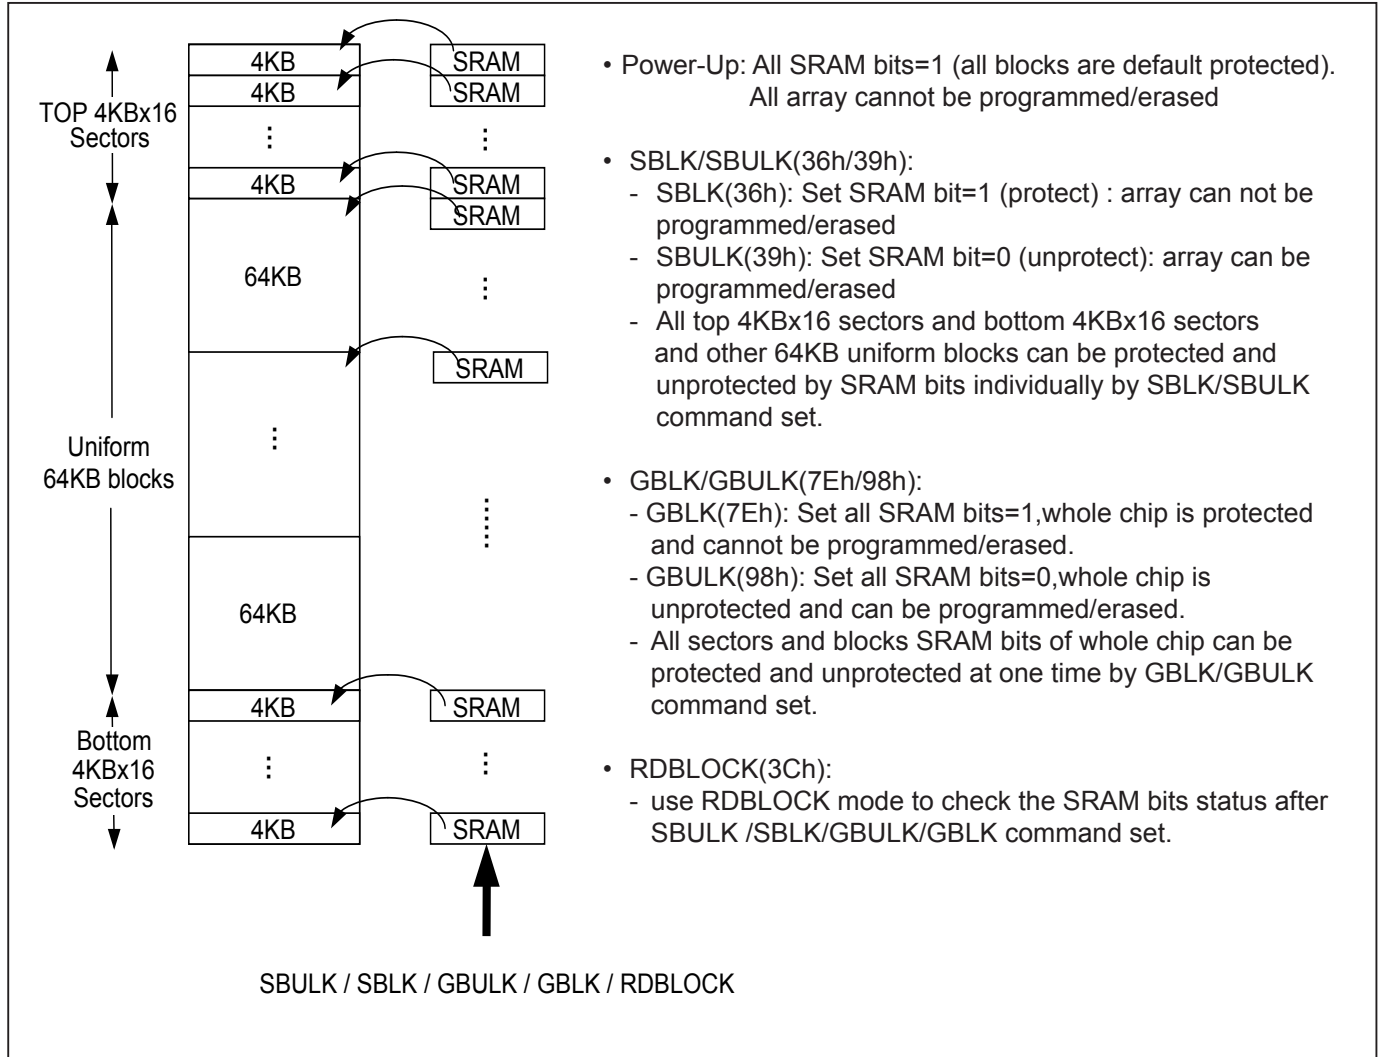 4KB
4KB
⋮
4KB
64KB
⋮
64KB
4KB
⋮
4KB
TOP 4KBx16
Sectors
Uniform
64KB blocks
Bottom
4KBx16
Sectors
SRAM
SRAM
⋮
SRAM
SRAM
⋮
SRAM
SRAM
⋮
SRAM
SBULK / SBLK / GBULK / GBLK / RDBLOCK
• Power-Up: All SRAM bits=1 (all blocks are default protected).
All array cannot be programmed/erased
• SBLK/SBULK(36h/39h):
- SBLK(36h): Set SRAM bit=1 (protect) : array can not be
programmed/erased
- SBULK(39h): Set SRAM bit=0 (unprotect): array can be
programmed/erased
- All top 4KBx16 sectors and bottom 4KBx16 sectors
and other 64KB uniform blocks can be protected and
unprotected by SRAM bits individually by SBLK/SBULK
command set.
• GBLK/GBULK(7Eh/98h):
- GBLK(7Eh): Set all SRAM bits=1,whole chip is protected
and cannot be programmed/erased.
- GBULK(98h): Set all SRAM bits=0,whole chip is
unprotected and can be programmed/erased.
- All sectors and blocks SRAM bits of whole chip can be
protected and unprotected at one time by GBLK/GBULK
command set.
• RDBLOCK(3Ch):
- use RDBLOCK mode to check the SRAM bits status after
SBULK /SBLK/GBULK/GBLK command set.